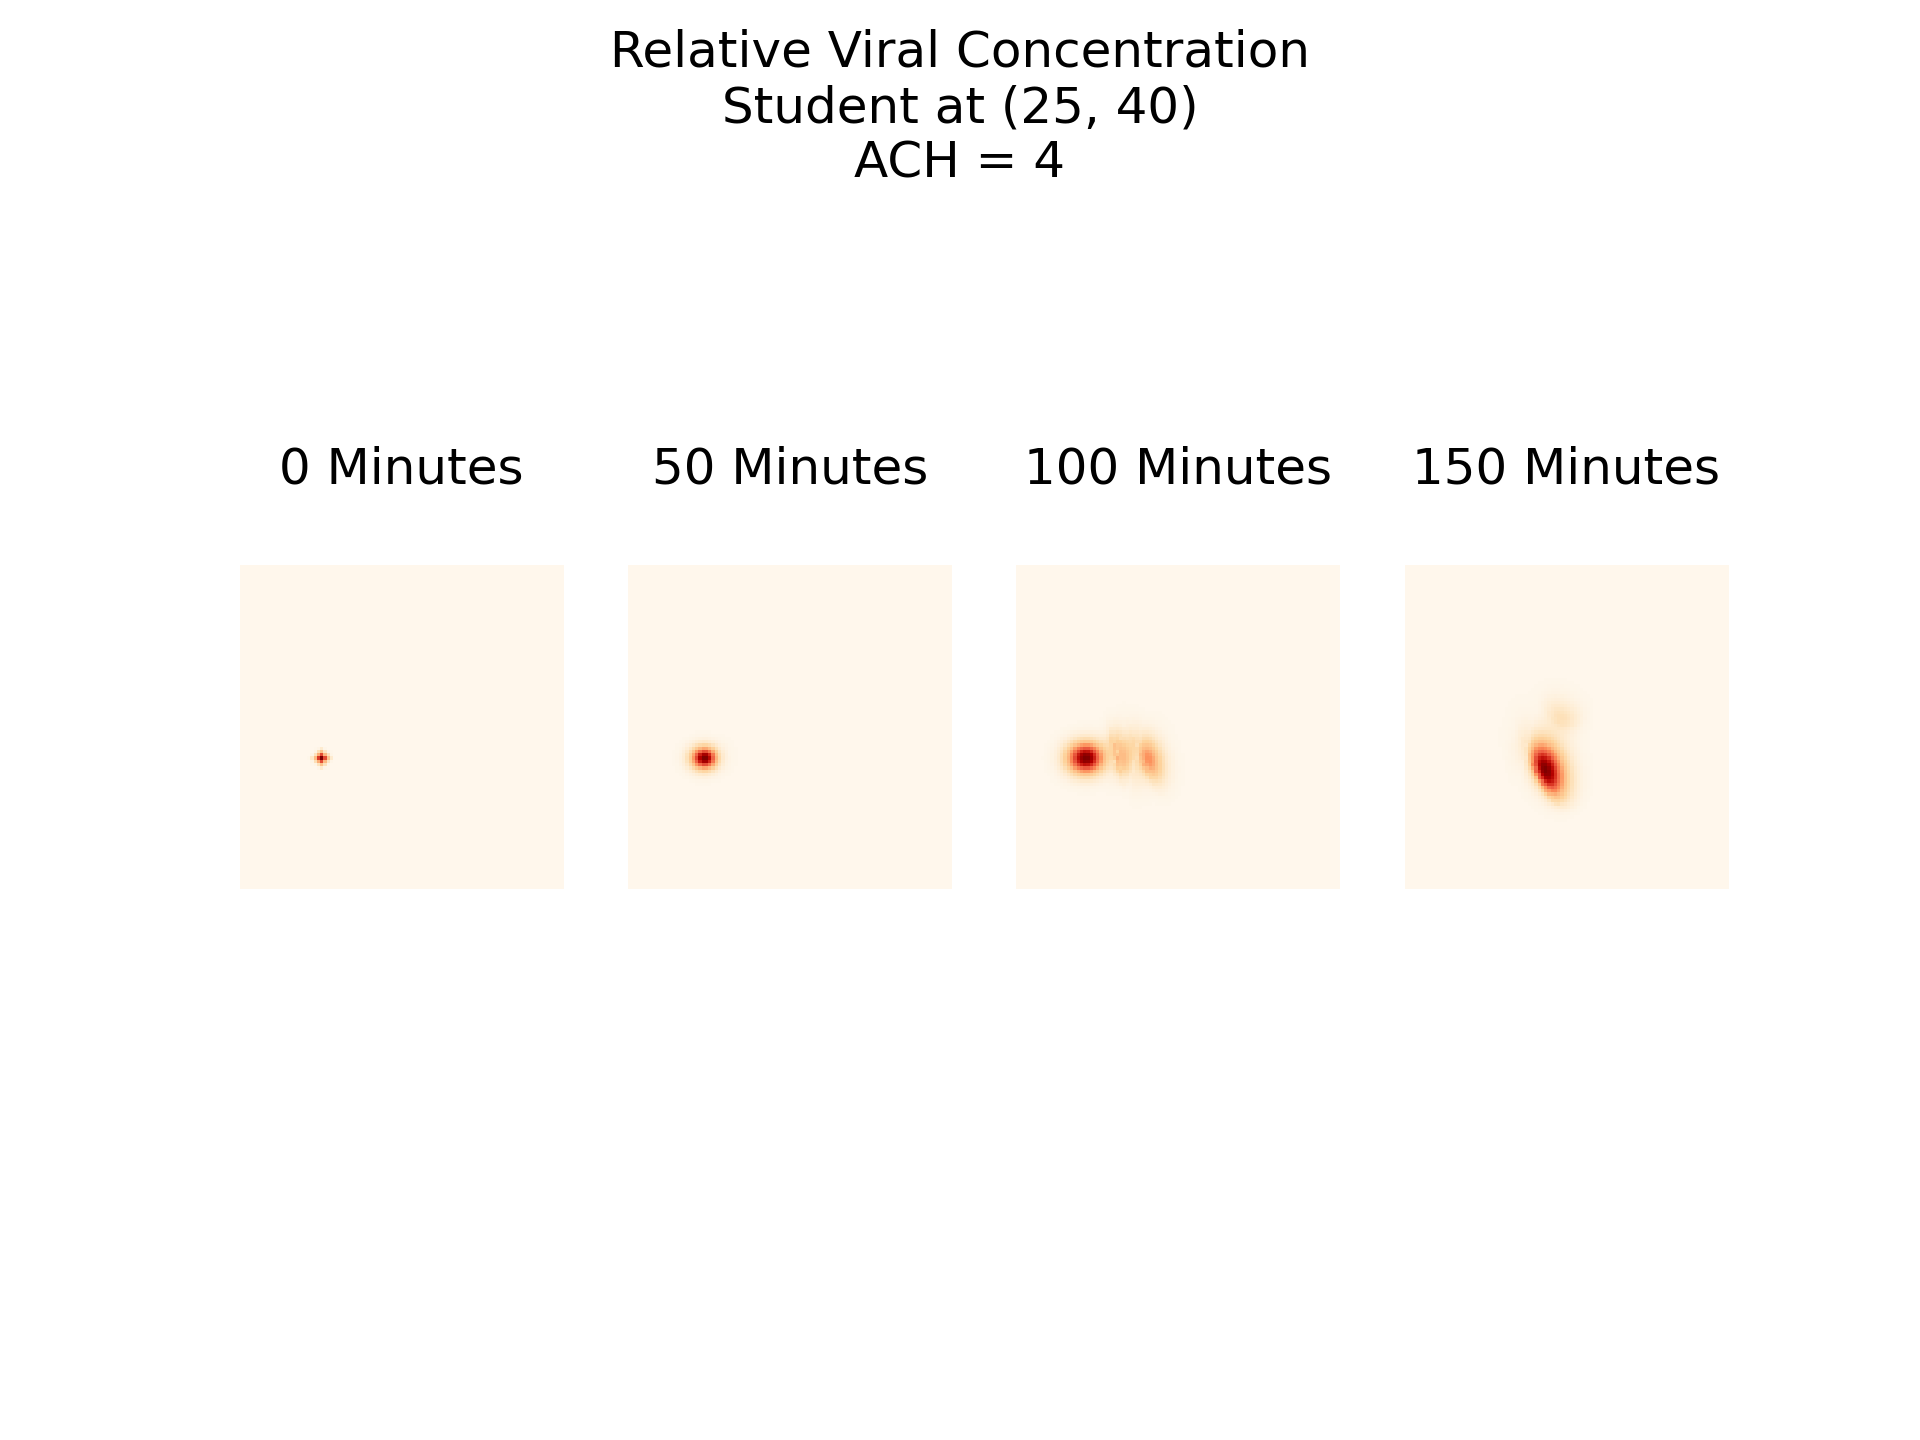 Relative Viral Concentration
Student at (25, 40)
ACH = 4
0 Minutes
50 Minutes
100 Minutes
150 Minutes